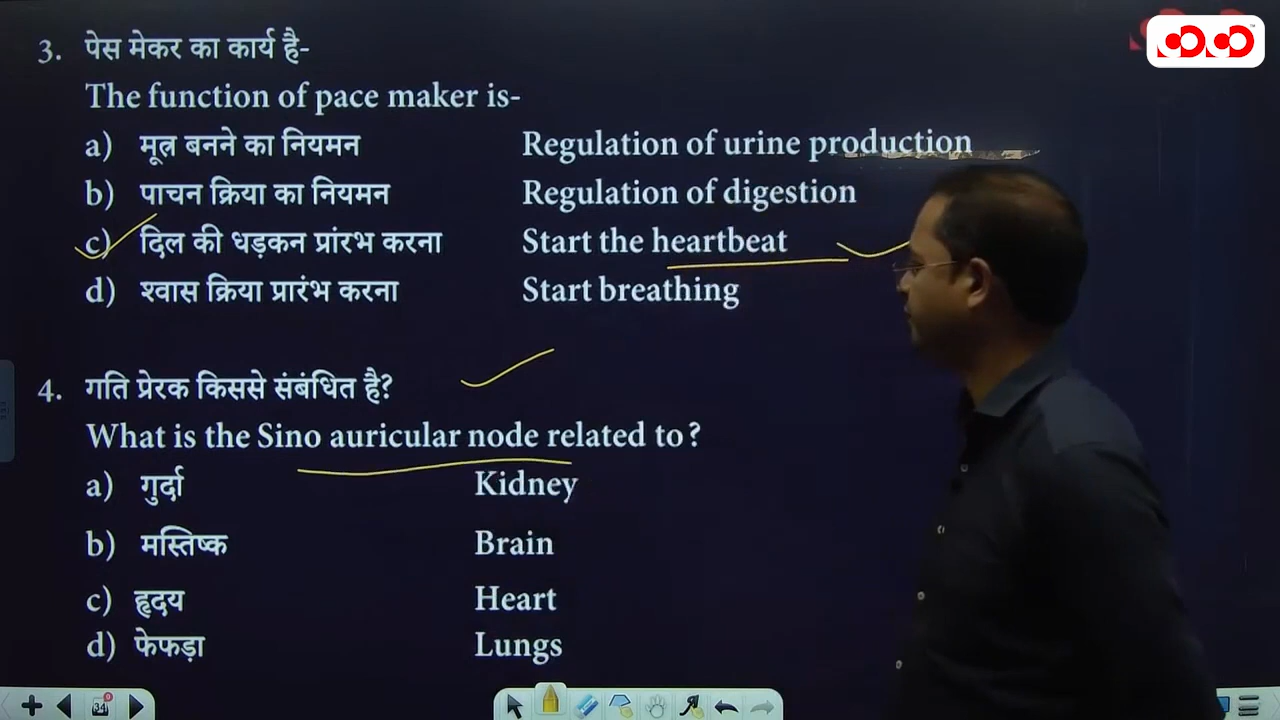 3. पेस मेकर का कार्य है-
The function of pace maker is-
a) मूत्र बनने का नियमन Regulation of urine production
b) पाचन क्रिया का नियमन Regulation of digestion
c) दिल की धड़कन प्रांरभ करना Start the heartbeat
d) श्वास क्रिया प्रारंभ करना Start breathing
4. गति प्रेरक किससे संबंधित है?
What is the Sino auricular node related to?
a) गुर्दा Kidney
b) मस्तिष्क Brain
c) हृदय Heart
d) फेफड़ा Lungs